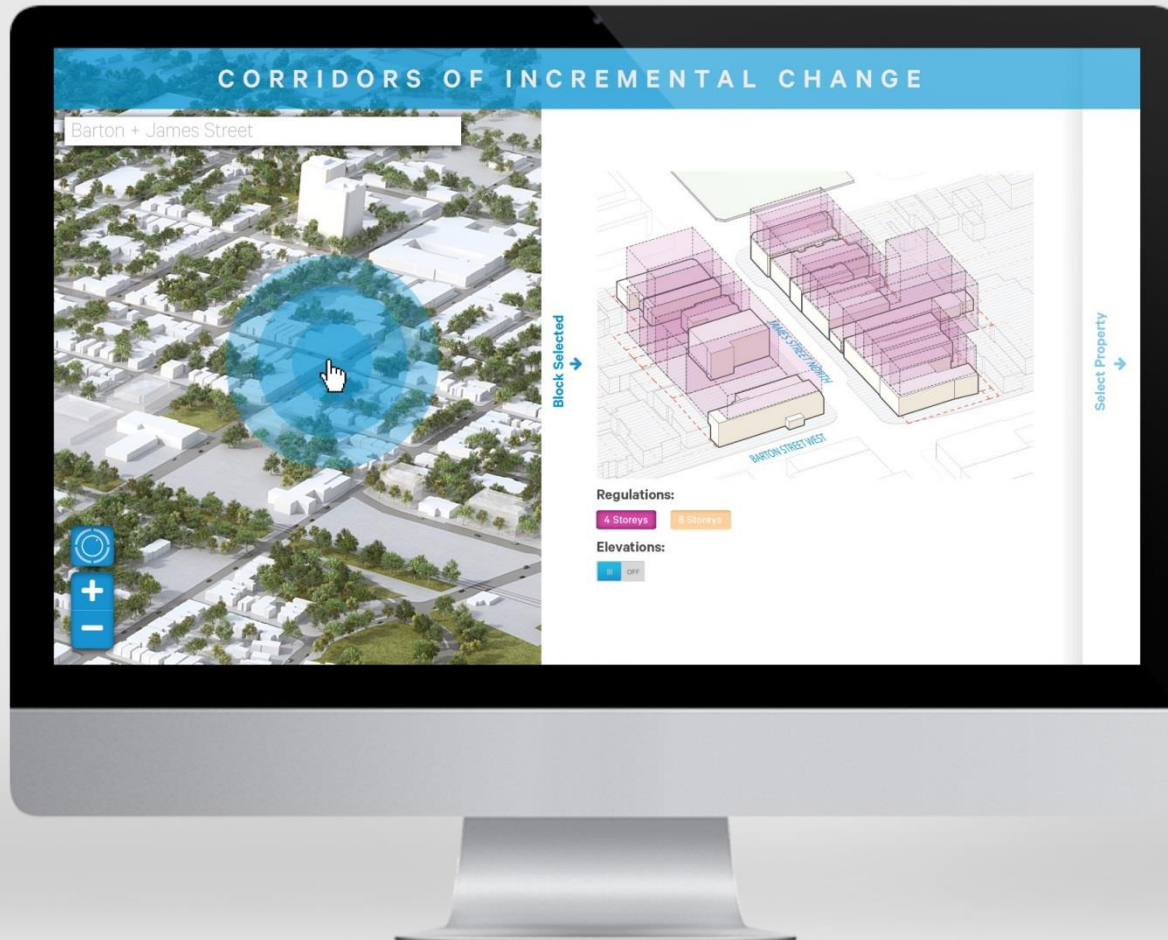 CORRIDORS OF INCREMENTAL CHANGE
Barton + James Street
Block Selected
JAMES STREET NORTH
BARTON STREET WEST
Regulations:
4 Storeys
8 Storeys
Elevations:
OFF
Select Property